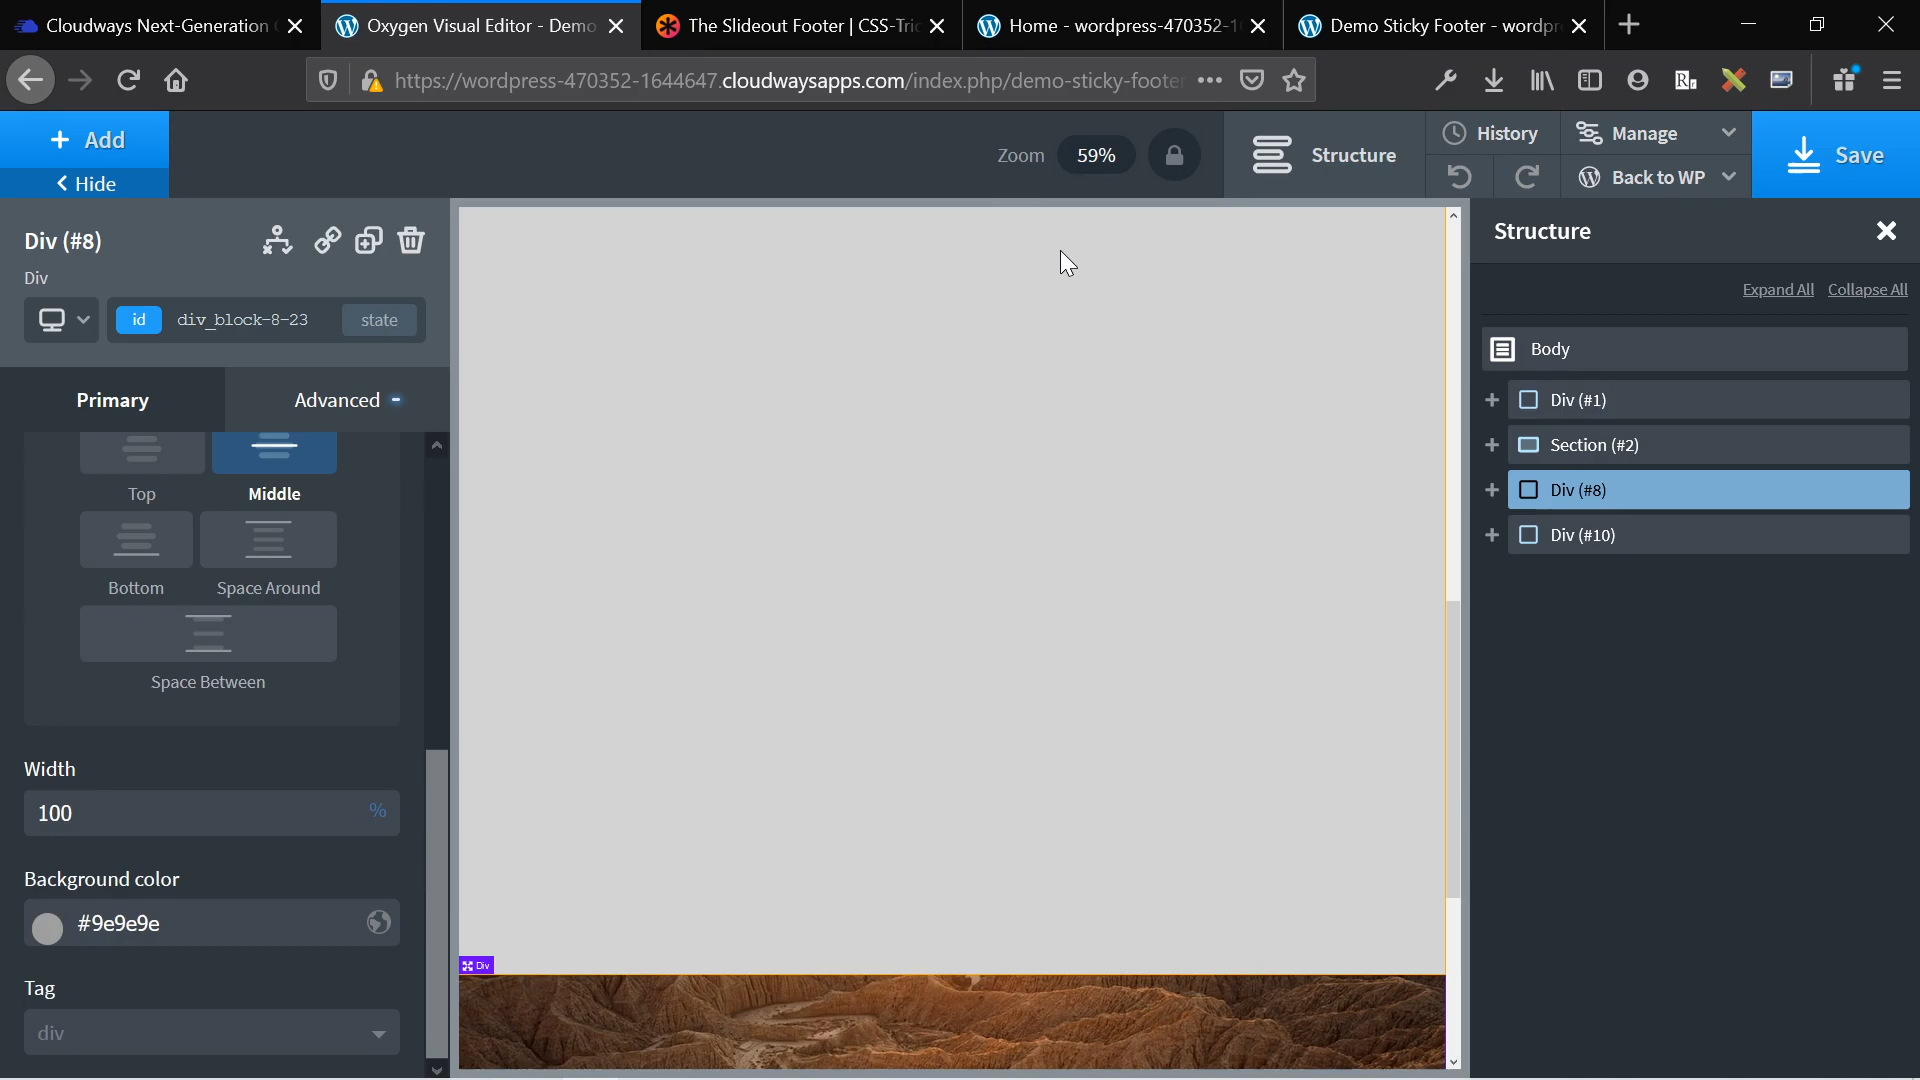 Cloudways Next-Generation
Oxygen Visual Editor - Demo
The Slideout Footer | CSS-Tric
Home - wordpress-470352-1
Demo Sticky Footer - wordp
https://wordpress-470352-1644647.cloudwaysapps.com/index.php/demo-sticky-footer
+ Add
Hide
Zoom 59%
Structure
History
Manage
Back to WP
Save
Div (#8)
Div
id div_block-8-23 state
Primary
Advanced
Top
Middle
Bottom
Space Around
Space Between
Width
100 %
Background color
#9e9e9e
Tag
div
Div
Structure
Expand All Collapse All
Body
Div (#1)
Section (#2)
Div (#8)
Div (#10)